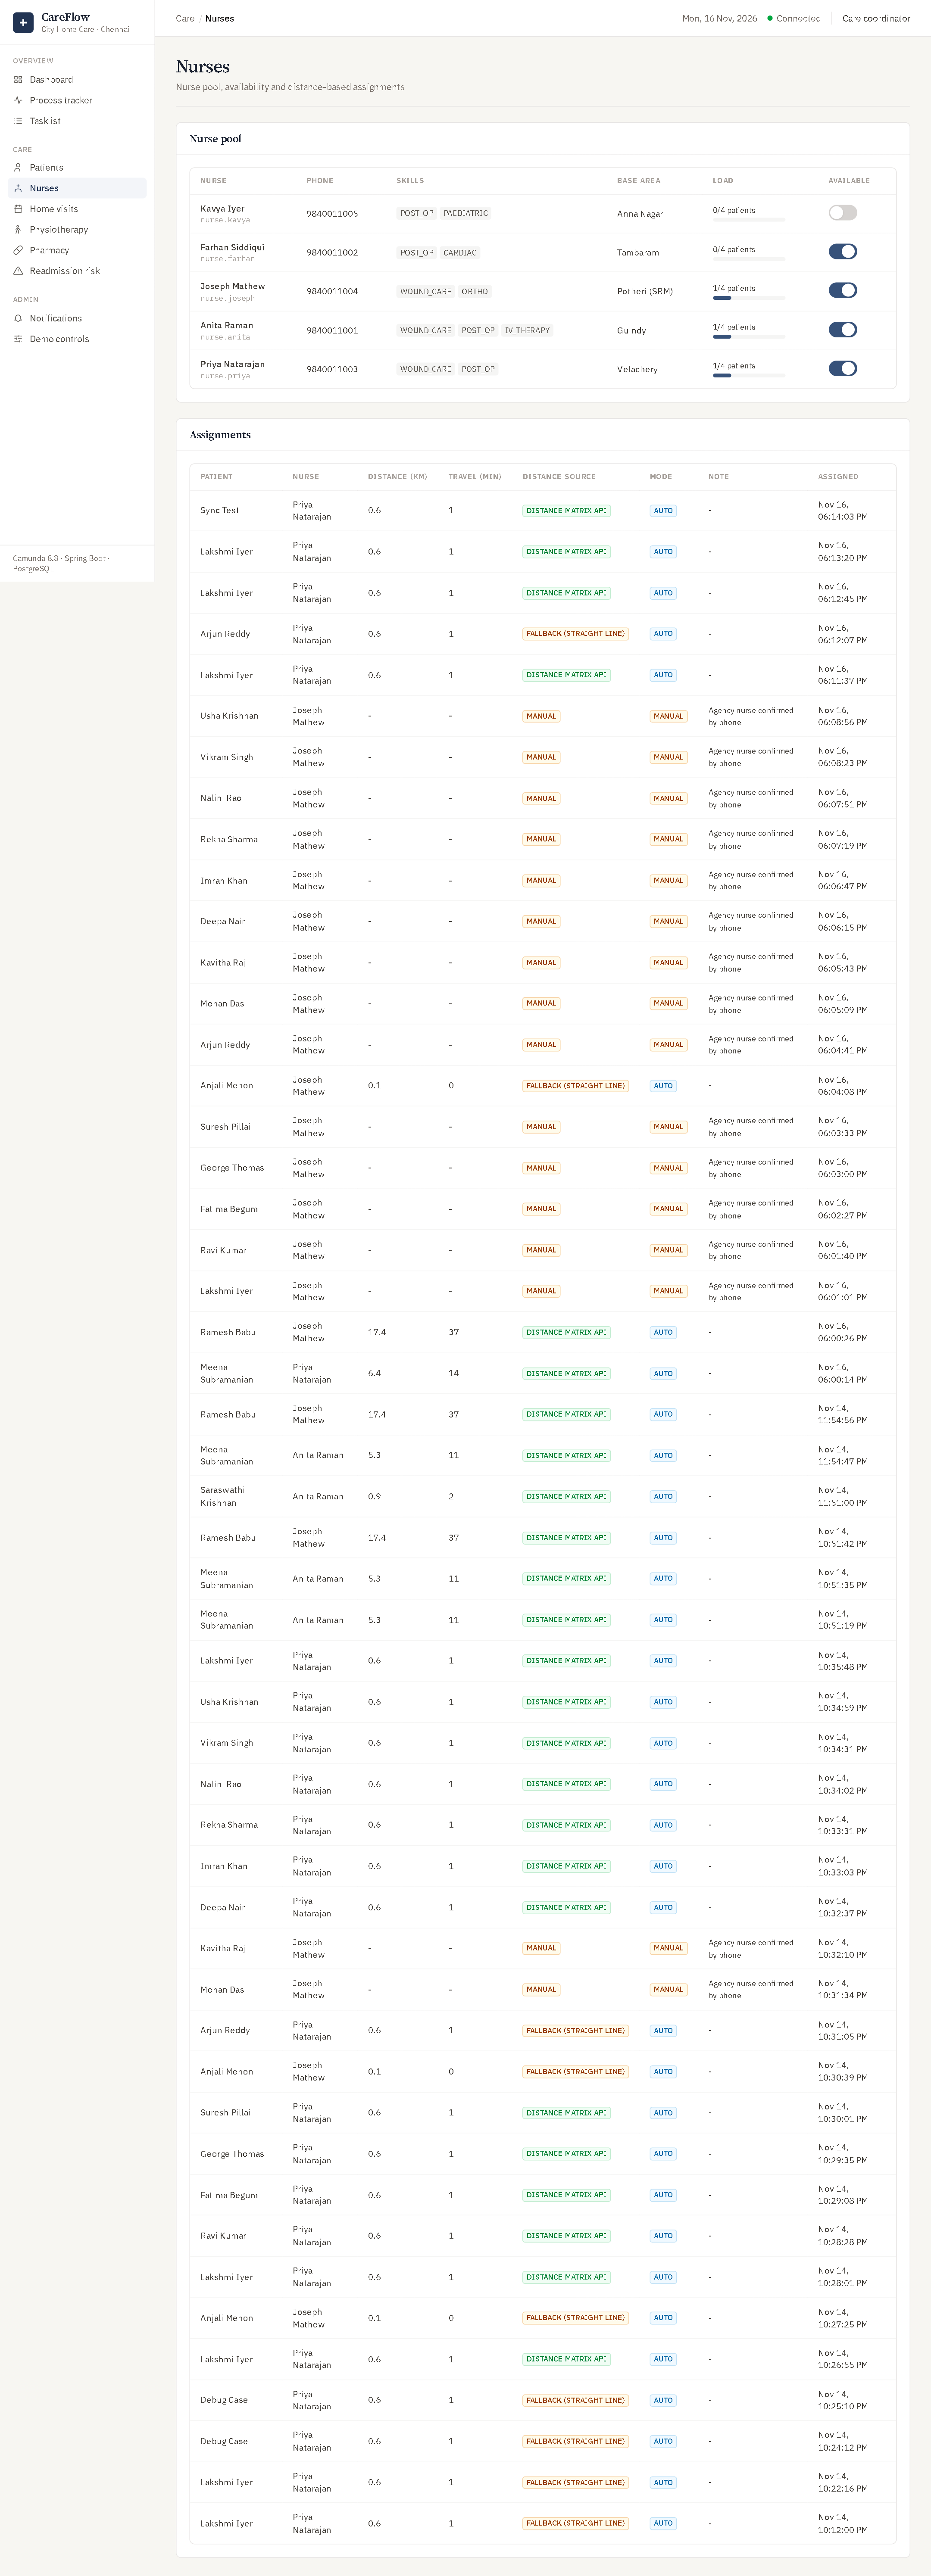 CareFlow
City Home Care · Chennai
OVERVIEW
Dashboard
Process tracker
Tasklist
CARE
Patients
Nurses
Home visits
Physiotherapy
Pharmacy
Readmission risk
ADMIN
Notifications
Demo controls
Camunda 8.8 · Spring Boot ·
PostgreSQL
Care / Nurses
Mon, 16 Nov, 2026 Connected Care coordinator
Nurses
Nurse pool, availability and distance-based assignments
Nurse pool
NURSE PHONE SKILLS BASE AREA LOAD AVAILABLE
Kavya Iyer
nurse.kavya
9840011005 POST_OP PAEDIATRIC Anna Nagar 0/4 patients
Farhan Siddiqui
nurse.farhan
9840011002 POST_OP CARDIAC Tambaram 0/4 patients
Joseph Mathew
nurse.joseph
9840011004 WOUND_CARE ORTHO Potheri (SRM) 1/4 patients
Anita Raman
nurse.anita
9840011001 WOUND_CARE POST_OP IV_THERAPY Guindy 1/4 patients
Priya Natarajan
nurse.priya
9840011003 WOUND_CARE POST_OP Velachery 1/4 patients
Assignments
PATIENT NURSE DISTANCE (KM) TRAVEL (MIN) DISTANCE SOURCE MODE NOTE ASSIGNED
Sync Test Priya Natarajan 0.6 1 DISTANCE MATRIX API AUTO - Nov 16, 06:14:03 PM
Lakshmi Iyer Priya Natarajan 0.6 1 DISTANCE MATRIX API AUTO - Nov 16, 06:13:20 PM
Lakshmi Iyer Priya Natarajan 0.6 1 DISTANCE MATRIX API AUTO - Nov 16, 06:12:45 PM
Arjun Reddy Priya Natarajan 0.6 1 FALLBACK (STRAIGHT LINE) AUTO - Nov 16, 06:12:07 PM
Lakshmi Iyer Priya Natarajan 0.6 1 DISTANCE MATRIX API AUTO - Nov 16, 06:11:37 PM
Usha Krishnan Joseph Mathew - - MANUAL MANUAL Agency nurse confirmed by phone Nov 16, 06:08:56 PM
Vikram Singh Joseph Mathew - - MANUAL MANUAL Agency nurse confirmed by phone Nov 16, 06:08:23 PM
Nalini Rao Joseph Mathew - - MANUAL MANUAL Agency nurse confirmed by phone Nov 16, 06:07:51 PM
Rekha Sharma Joseph Mathew - - MANUAL MANUAL Agency nurse confirmed by phone Nov 16, 06:07:19 PM
Imran Khan Joseph Mathew - - MANUAL MANUAL Agency nurse confirmed by phone Nov 16, 06:06:47 PM
Deepa Nair Joseph Mathew - - MANUAL MANUAL Agency nurse confirmed by phone Nov 16, 06:06:15 PM
Kavitha Raj Joseph Mathew - - MANUAL MANUAL Agency nurse confirmed by phone Nov 16, 06:05:43 PM
Mohan Das Joseph Mathew - - MANUAL MANUAL Agency nurse confirmed by phone Nov 16, 06:05:09 PM
Arjun Reddy Joseph Mathew - - MANUAL MANUAL Agency nurse confirmed by phone Nov 16, 06:04:41 PM
Anjali Menon Joseph Mathew 0.1 0 FALLBACK (STRAIGHT LINE) AUTO - Nov 16, 06:04:08 PM
Suresh Pillai Joseph Mathew - - MANUAL MANUAL Agency nurse confirmed by phone Nov 16, 06:03:33 PM
George Thomas Joseph Mathew - - MANUAL MANUAL Agency nurse confirmed by phone Nov 16, 06:03:00 PM
Fatima Begum Joseph Mathew - - MANUAL MANUAL Agency nurse confirmed by phone Nov 16, 06:02:27 PM
Ravi Kumar Joseph Mathew - - MANUAL MANUAL Agency nurse confirmed by phone Nov 16, 06:01:40 PM
Lakshmi Iyer Joseph Mathew - - MANUAL MANUAL Agency nurse confirmed by phone Nov 16, 06:01:01 PM
Ramesh Babu Joseph Mathew 17.4 37 DISTANCE MATRIX API AUTO - Nov 16, 06:00:26 PM
Meena Subramanian Priya Natarajan 6.4 14 DISTANCE MATRIX API AUTO - Nov 16, 06:00:14 PM
Ramesh Babu Joseph Mathew 17.4 37 DISTANCE MATRIX API AUTO - Nov 14, 11:54:56 PM
Meena Subramanian Anita Raman 5.3 11 DISTANCE MATRIX API AUTO - Nov 14, 11:54:47 PM
Saraswathi Krishnan Anita Raman 0.9 2 DISTANCE MATRIX API AUTO - Nov 14, 11:51:00 PM
Ramesh Babu Joseph Mathew 17.4 37 DISTANCE MATRIX API AUTO - Nov 14, 10:51:42 PM
Meena Subramanian Anita Raman 5.3 11 DISTANCE MATRIX API AUTO - Nov 14, 10:51:35 PM
Meena Subramanian Anita Raman 5.3 11 DISTANCE MATRIX API AUTO - Nov 14, 10:51:19 PM
Lakshmi Iyer Priya Natarajan 0.6 1 DISTANCE MATRIX API AUTO - Nov 14, 10:35:48 PM
Usha Krishnan Priya Natarajan 0.6 1 DISTANCE MATRIX API AUTO - Nov 14, 10:34:59 PM
Vikram Singh Priya Natarajan 0.6 1 DISTANCE MATRIX API AUTO - Nov 14, 10:34:31 PM
Nalini Rao Priya Natarajan 0.6 1 DISTANCE MATRIX API AUTO - Nov 14, 10:34:02 PM
Rekha Sharma Priya Natarajan 0.6 1 DISTANCE MATRIX API AUTO - Nov 14, 10:33:31 PM
Imran Khan Priya Natarajan 0.6 1 DISTANCE MATRIX API AUTO - Nov 14, 10:33:03 PM
Deepa Nair Priya Natarajan 0.6 1 DISTANCE MATRIX API AUTO - Nov 14, 10:32:37 PM
Kavitha Raj Joseph Mathew - - MANUAL MANUAL Agency nurse confirmed by phone Nov 14, 10:32:10 PM
Mohan Das Joseph Mathew - - MANUAL MANUAL Agency nurse confirmed by phone Nov 14, 10:31:34 PM
Arjun Reddy Priya Natarajan 0.6 1 FALLBACK (STRAIGHT LINE) AUTO - Nov 14, 10:31:05 PM
Anjali Menon Joseph Mathew 0.1 0 FALLBACK (STRAIGHT LINE) AUTO - Nov 14, 10:30:39 PM
Suresh Pillai Priya Natarajan 0.6 1 DISTANCE MATRIX API AUTO - Nov 14, 10:30:01 PM
George Thomas Priya Natarajan 0.6 1 DISTANCE MATRIX API AUTO - Nov 14, 10:29:35 PM
Fatima Begum Priya Natarajan 0.6 1 DISTANCE MATRIX API AUTO - Nov 14, 10:29:08 PM
Ravi Kumar Priya Natarajan 0.6 1 DISTANCE MATRIX API AUTO - Nov 14, 10:28:28 PM
Lakshmi Iyer Priya Natarajan 0.6 1 DISTANCE MATRIX API AUTO - Nov 14, 10:28:01 PM
Anjali Menon Joseph Mathew 0.1 0 FALLBACK (STRAIGHT LINE) AUTO - Nov 14, 10:27:25 PM
Lakshmi Iyer Priya Natarajan 0.6 1 DISTANCE MATRIX API AUTO - Nov 14, 10:26:55 PM
Debug Case Priya Natarajan 0.6 1 FALLBACK (STRAIGHT LINE) AUTO - Nov 14, 10:25:10 PM
Debug Case Priya Natarajan 0.6 1 FALLBACK (STRAIGHT LINE) AUTO - Nov 14, 10:24:12 PM
Lakshmi Iyer Priya Natarajan 0.6 1 FALLBACK (STRAIGHT LINE) AUTO - Nov 14, 10:22:16 PM
Lakshmi Iyer Priya Natarajan 0.6 1 FALLBACK (STRAIGHT LINE) AUTO - Nov 14, 10:12:00 PM